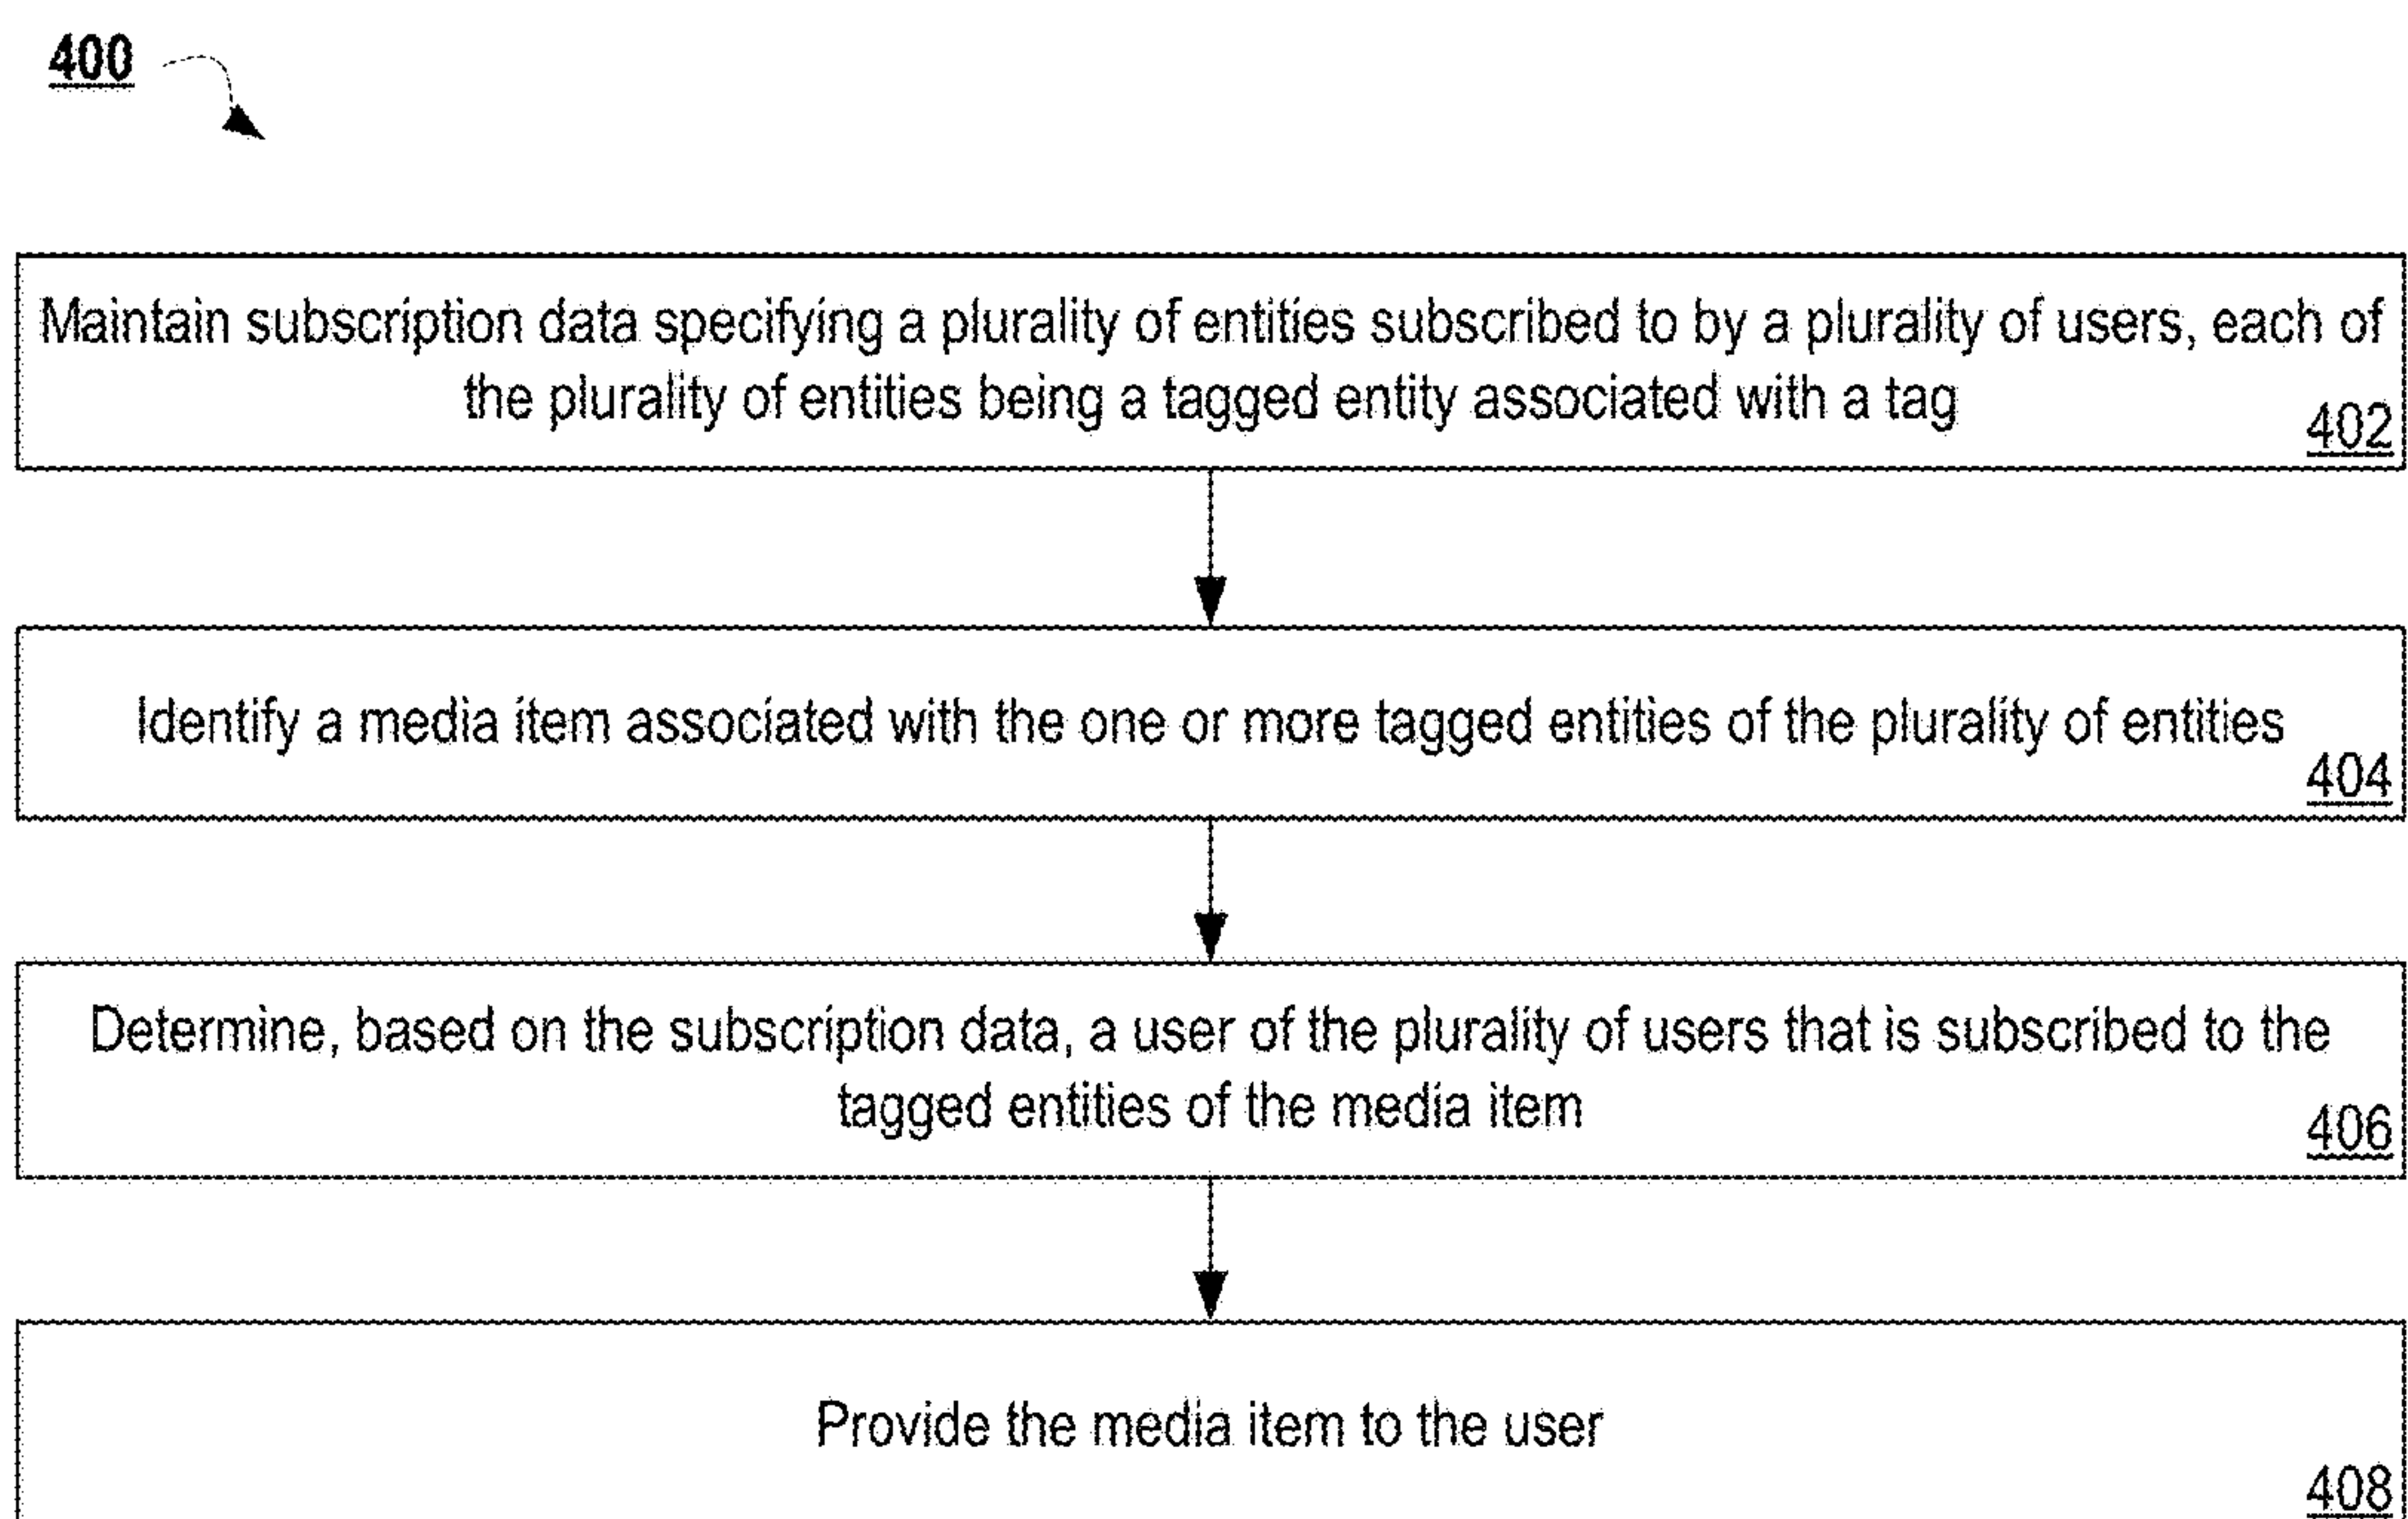 400
Maintain subscription data specifying a plurality of entities subscribed to by a plurality of users, each of
the plurality of entities being a tagged entity associated with a tag
402
Identify a media item associated with the one or more tagged entities of the plurality of entities
404
Determine, based on the subscription data, a user of the plurality of users that is subscribed to the
tagged entities of the media item
406
Provide the media item to the user
408